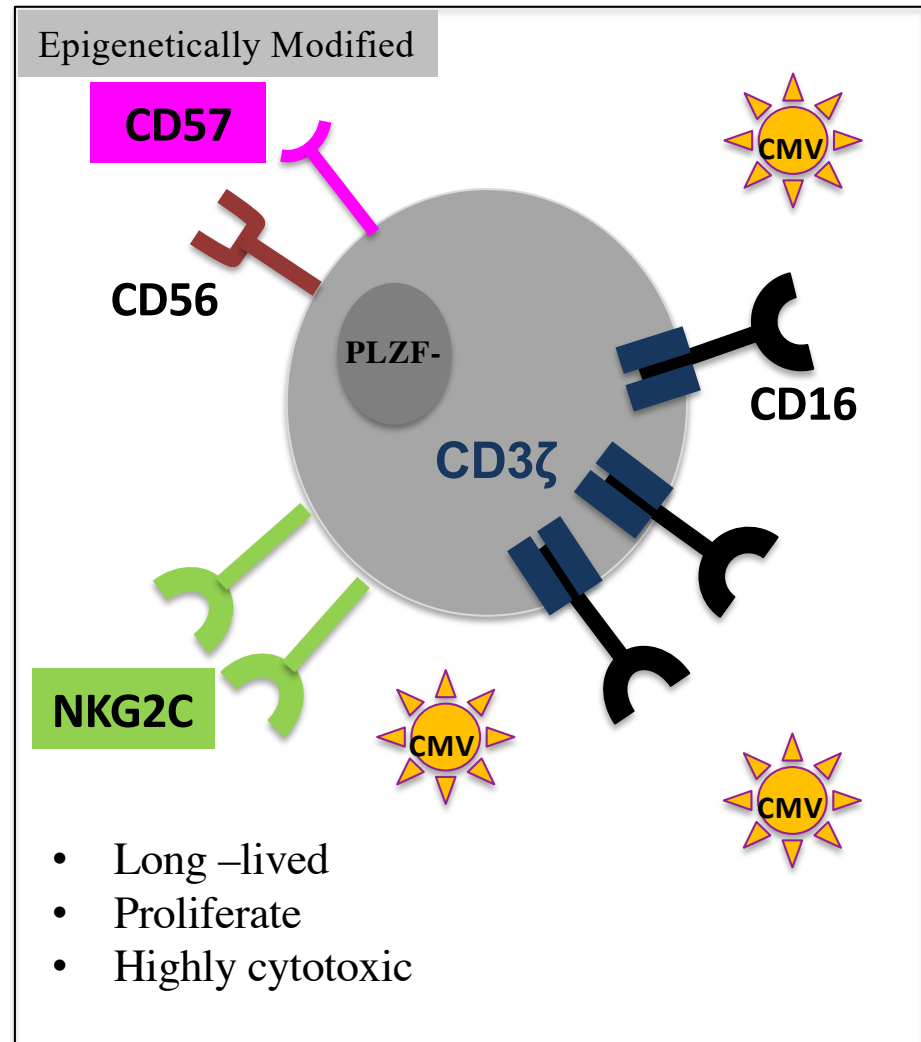 Epigenetically Modified
CD57
CMV
CD56
PLZF-
CD16
CD3ζ
NKG2C
CMV
CMV
• Long –lived
• Proliferate
• Highly cytotoxic